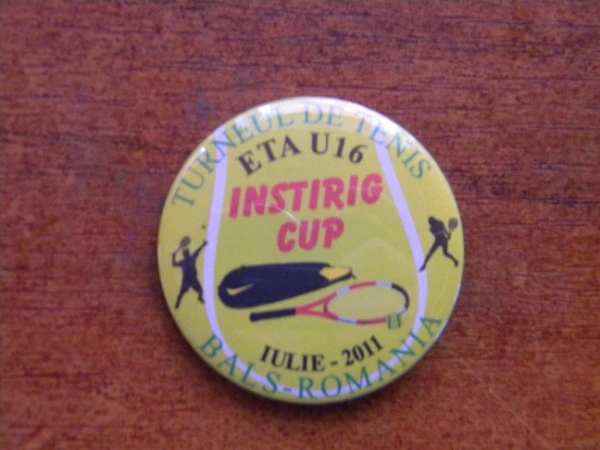 TURNEUL DE TENIS
ETA U16
INSTIRIG
CUP
IULIE - 2011
BALS-ROMANIA